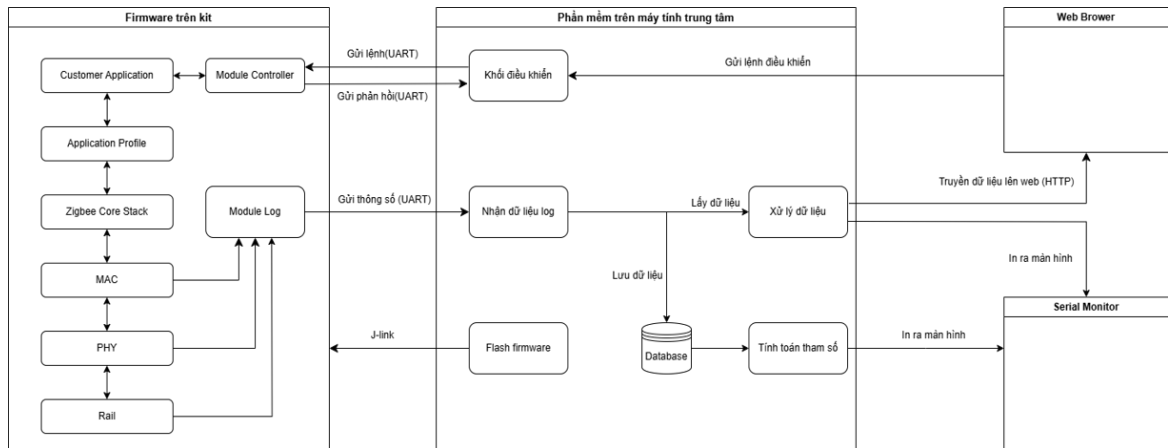 Firmware trên kit
Phần mềm trên máy tính trung tâm
Web Brower
Customer Application
Module Controller
Gửi lệnh(UART)
Gửi phản hồi(UART)
Khối điều khiển
Gửi lệnh điều khiển
Application Profile
Zigbee Core Stack
Module Log
Gửi thông số (UART)
Nhận dữ liệu log
Lấy dữ liệu
Xử lý dữ liệu
Truyền dữ liệu lên web (HTTP)
MAC
Lưu dữ liệu
In ra mản hình
Serial Monitor
PHY
J-link
Flash firmware
Database
Tính toán tham số
In ra mản hình
Rail